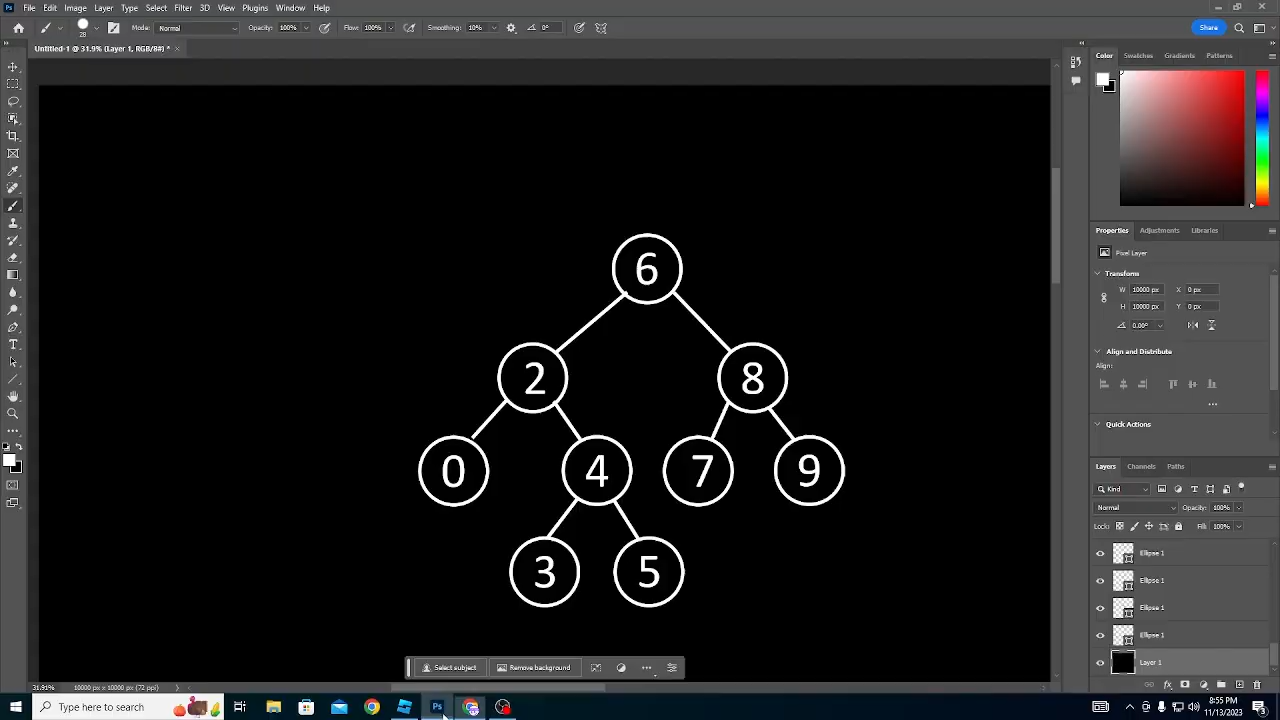 File Edit Image Layer Type Select Filter 3D View Plugins Window Help
28 Mode: Normal Opacity: 100% Flow: 100% Smoothing: 10% 0° Share
Untitled-1 @ 31.9% (Layer 1, RGB/8#) *
Color Swatches Gradients Patterns
Properties Adjustments Libraries
Pixel Layer
Transform
W 10000 px X 0 px
H 10000 px Y 0 px
0.00°
Align and Distribute
Align:
Quick Actions
Layers Channels Paths
Kind
Normal Opacity: 100%
Lock: Fill: 100%
Ellipse 1
Ellipse 1
Ellipse 1
Ellipse 1
Layer 1
6
2 8
0 4 7 9
3 5
Select subject Remove background
31.91% 10000 px x 10000 px (72 ppi)
Type here to search
8:55 PM
11/13/2023